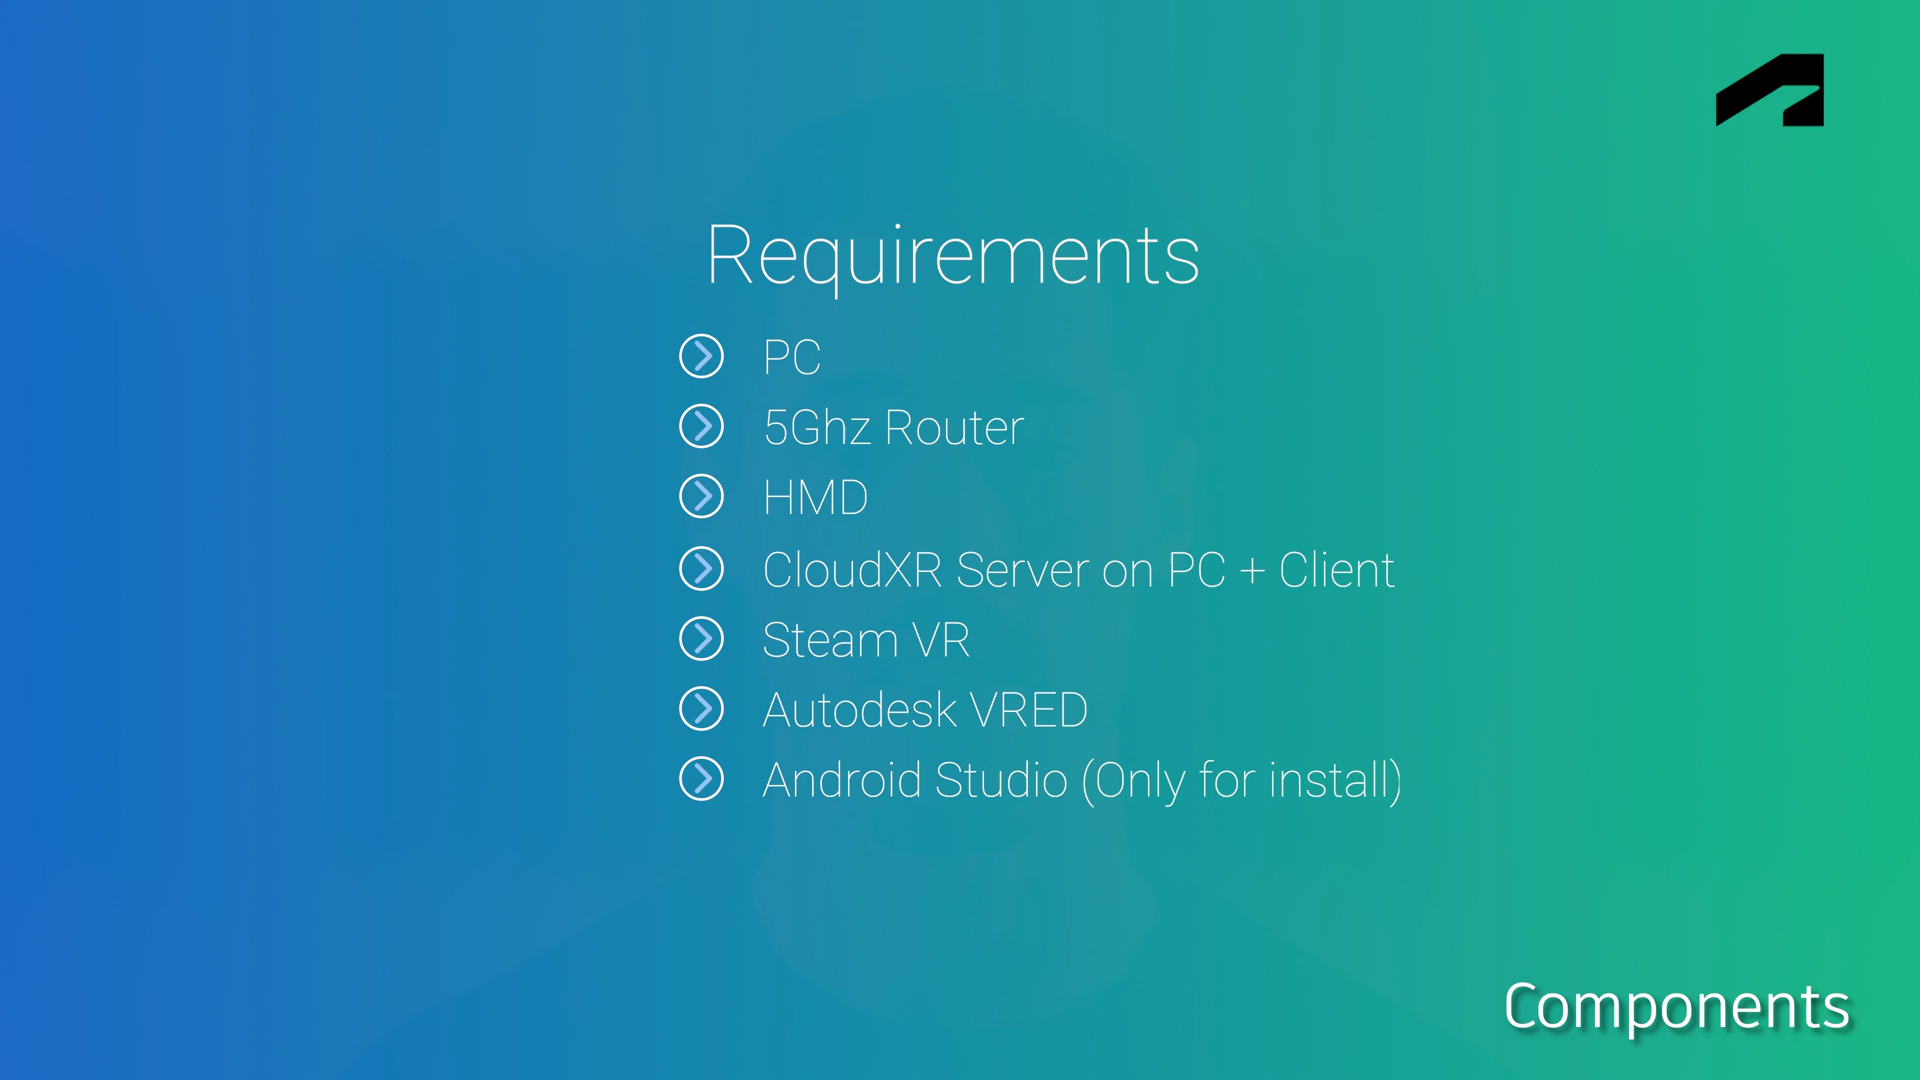 Requirements
PC
5Ghz Router
HMD
CloudXR Server on PC + Client
Steam VR
Autodesk VRED
Android Studio (Only for install)
Components